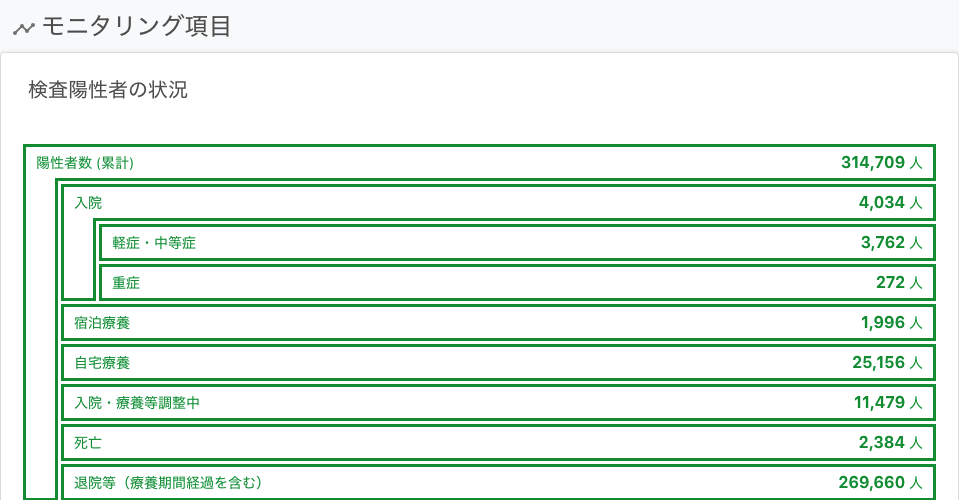 モニタリング項目
検査陽性者の状況
陽性者数 (累計) 314,709 人
入院 4,034 人
軽症・中等症 3,762 人
重症 272 人
宿泊療養 1,996 人
自宅療養 25,156 人
入院・療養等調整中 11,479 人
死亡 2,384 人
退院等（療養期間経過を含む） 269,660 人